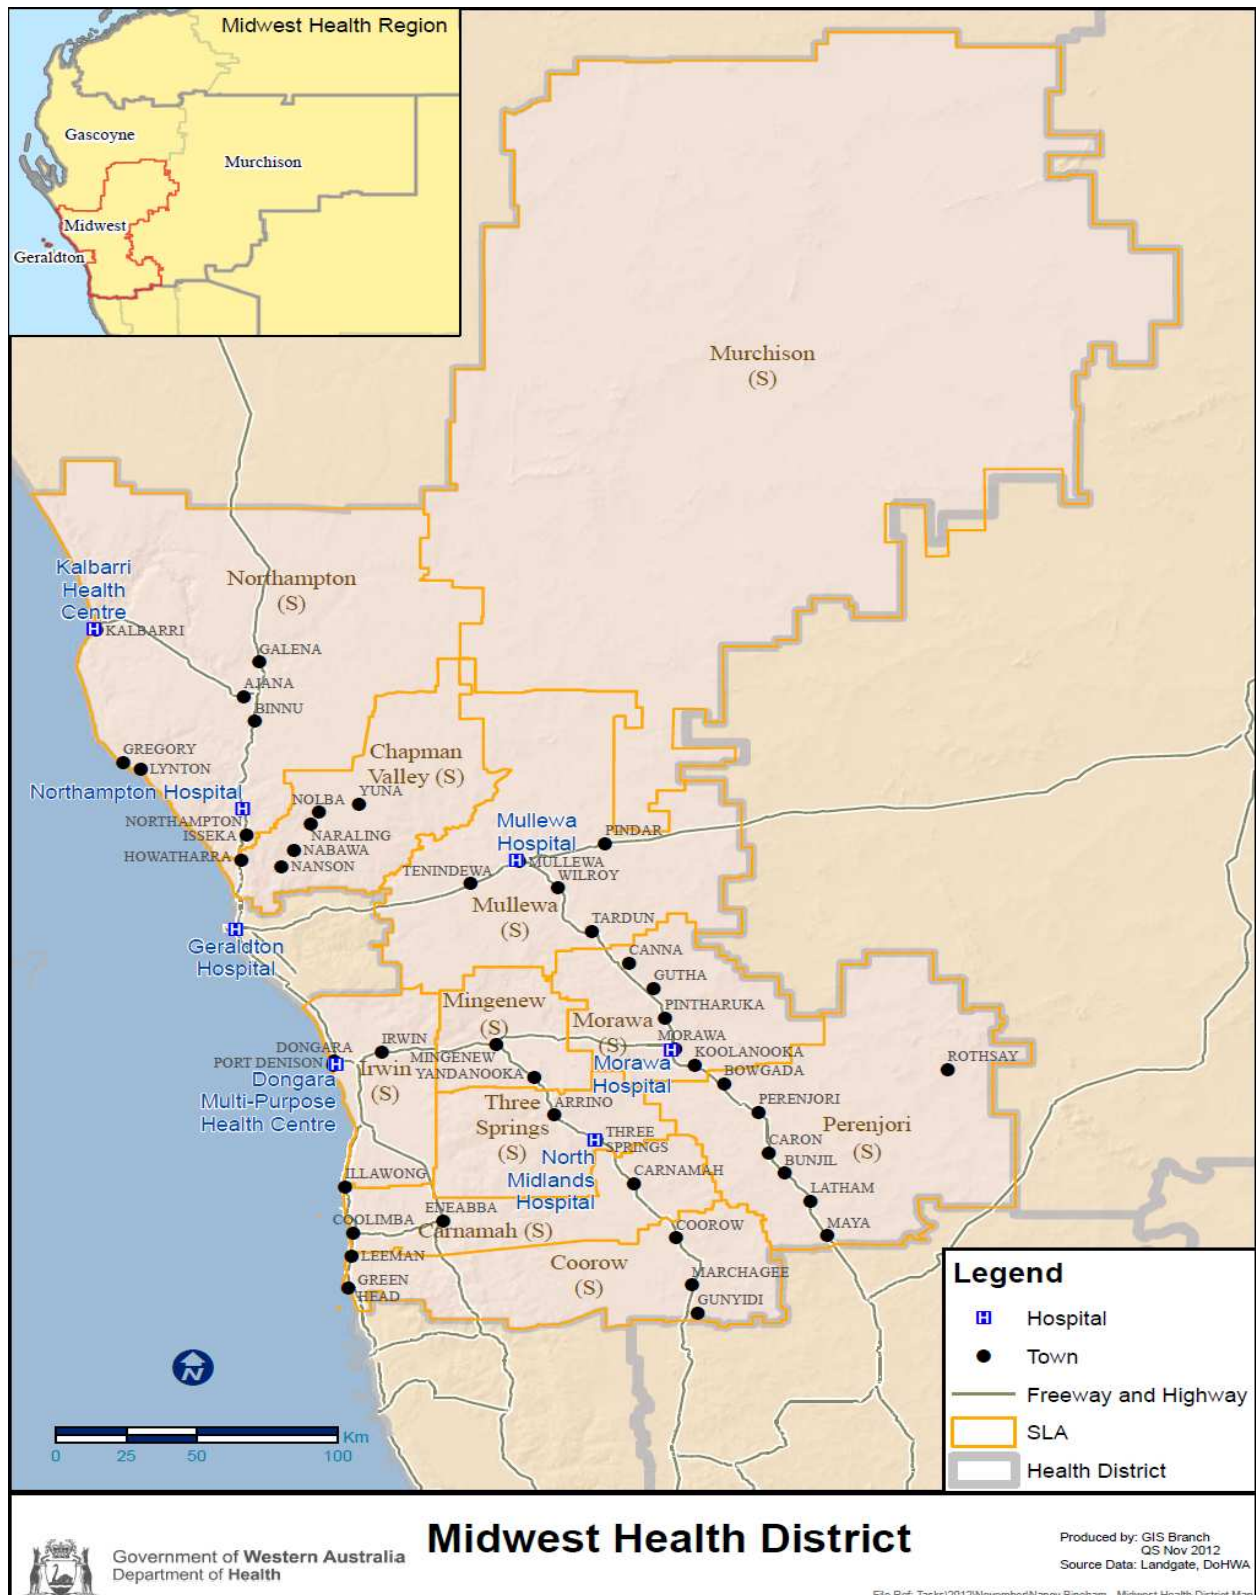 Midwest Health Region
Gascoyne
Murchison
Midwest
Geraldton
Murchison
(S)
Kalbarri
Health
Centre
KALBARRI
Northampton
(S)
GALENA
AJANA
BINNU
GREGORY
LYNTON
Chapman
Valley (S)
Northampton Hospital
NOLBA
YUNA
NORTHAMPTON
ISSEKA
NARALING
HOWATHARRA
NABAWA
NANSON
Mullewa
Hospital
PINDAR
MULLEWA
TENINDEWA
WILROY
Mullewa
(S)
TARDUN
Geraldton
Hospital
CANNA
GUTHA
Mingenew
(S)
PINTHARUKA
Morawa
(S)
MORAWA
IRWIN
DONGARA
PORT DENISON
MINGENEW
YANDANOOKA
KOOLANOOKA
Morawa
Hospital
BOWGADA
ROTHSAY
Irwin
(S)
Dongara
Multi-Purpose
Health Centre
Three
Springs
(S)
ARRINO
PERENJORI
Perenjori
(S)
THREE
SPRINGS
CARON
North
Midlands
Hospital
BUNJIL
CARNAMAH
ILLAWONG
LATHAM
ENEABBA
COOLIMBA
Carnamah (S)
COOROW
MAYA
LEEMAN
Coorow
(S)
GREEN
HEAD
MARCHAGEE
GUNYIDI
Legend
H Hospital
Town
Freeway and Highway
SLA
Health District
N
Km
0 25 50 100
Government of Western Australia
Department of Health
Midwest Health District
Produced by: GIS Branch
QS Nov 2012
Source Data: Landgate, DoHWA